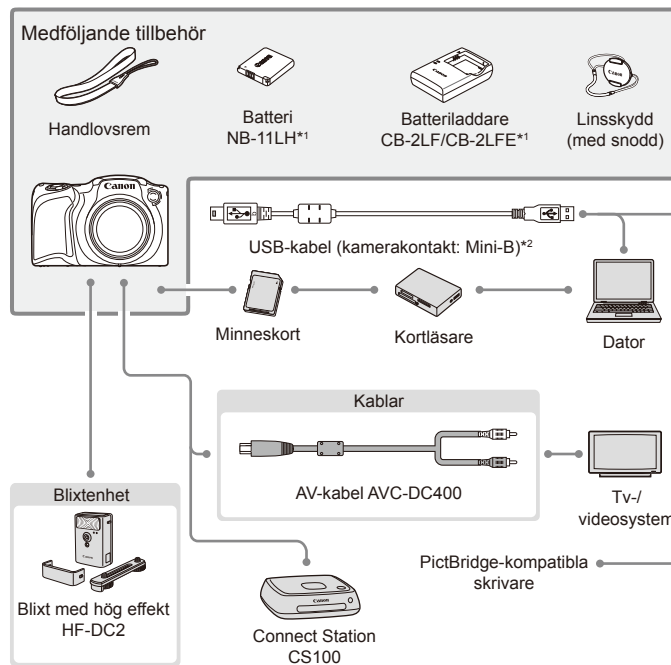 Medföljande tillbehör
Handlovsrem
Batteri
NB-11LH*1
Batteriladdare
CB-2LF/CB-2LFE*1
Linsskydd
(med snodd)
Canon
USB-kabel (kamerakontakt: Mini-B)*2
Minneskort
Kortläsare
Dator
Kablar
AV-kabel AVC-DC400
Tv-/
videosystem
Blixtenhet
Blixt med hög effekt
HF-DC2
PictBridge-kompatibla
skrivare
Connect Station
CS100